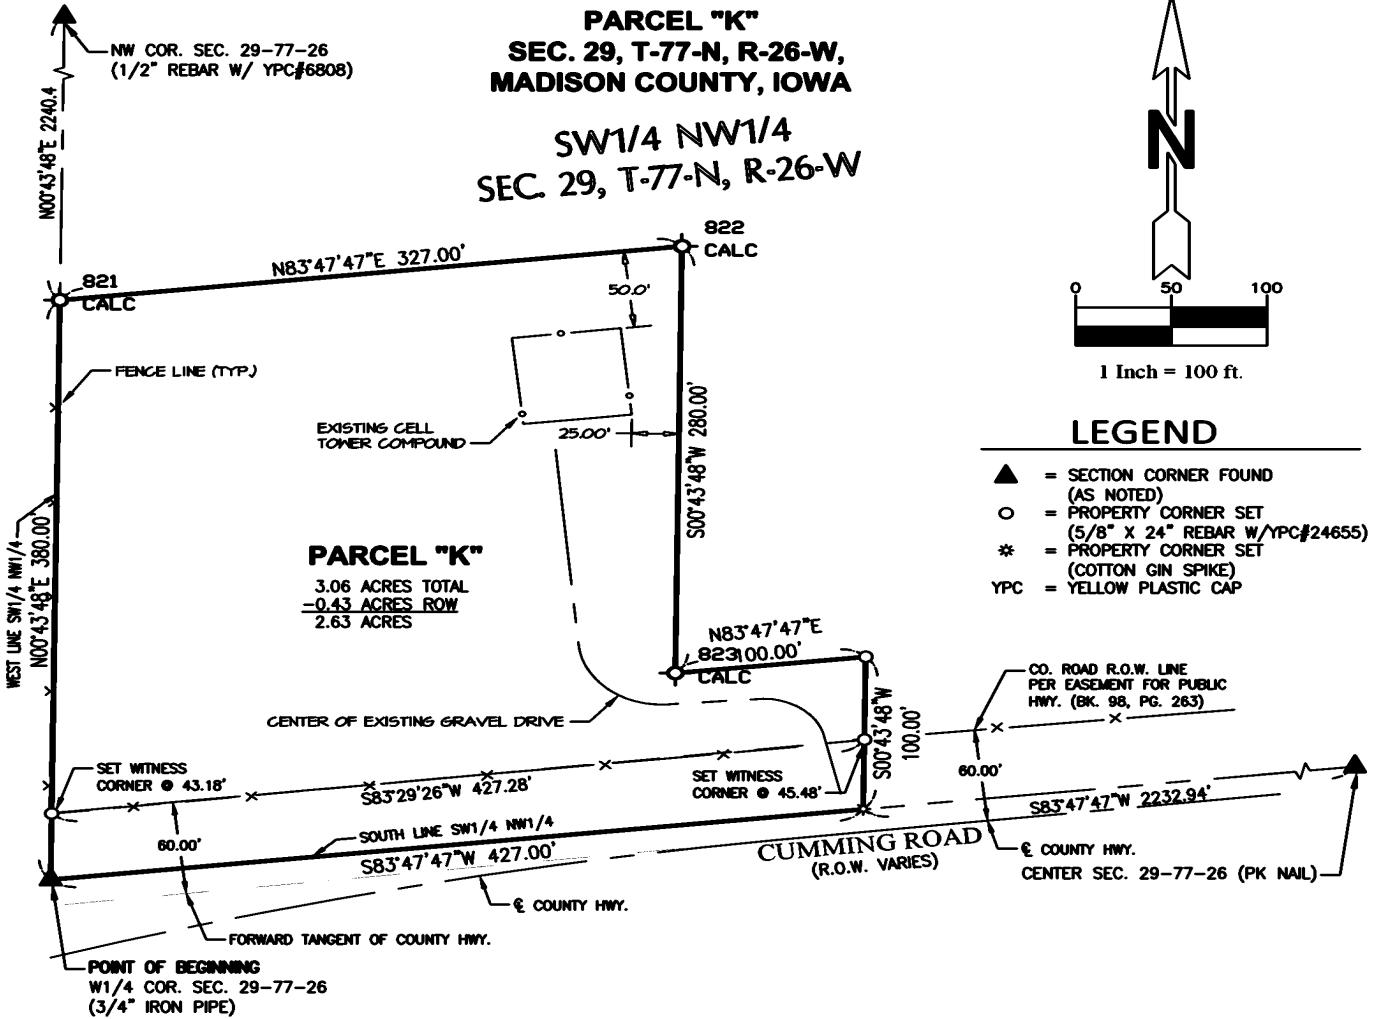 PARCEL "K"
SEC. 29, T-77-N, R-26-W,
MADISON COUNTY, IOWA
SW1/4 NW1/4
SEC. 29, T-77-N, R-26-W
NW COR. SEC. 29-77-26
(1/2" REBAR W/ YPC#6808)
N00°43'48"E 2240.4
N
0 50 100
1 Inch = 100 ft.
821
CALC
N83°47'47"E 327.00'
822
CALC
50.0'
FENCE LINE (TYP.)
EXISTING CELL
TOWER COMPOUND
25.00'
S00°43'48"W 280.00'
LEGEND
= SECTION CORNER FOUND
(AS NOTED)
= PROPERTY CORNER SET
(5/8" X 24" REBAR W/YPC#24655)
= PROPERTY CORNER SET
(COTTON GIN SPIKE)
YPC = YELLOW PLASTIC CAP
WEST LINE SW1/4 NW1/4
N00°43'48"E 380.00'
PARCEL "K"
3.06 ACRES TOTAL
-0.43 ACRES ROW
2.63 ACRES
N83°47'47"E
100.00'
823
CALC
CENTER OF EXISTING GRAVEL DRIVE
S00°43'48"W
100.00'
CO. ROAD R.O.W. LINE
PER EASEMENT FOR PUBLIC
HWY. (BK. 98, PG. 263)
SET WITNESS
CORNER @ 43.18'
S83°29'26"W 427.28'
SET WITNESS
CORNER @ 45.48'
60.00'
S83°47'47"W 2232.94'
60.00'
SOUTH LINE SW1/4 NW1/4
S83°47'47"W 427.00'
CUMMING ROAD
(R.O.W. VARIES)
℄ COUNTY HWY.
CENTER SEC. 29-77-26 (PK NAIL)
℄ COUNTY HWY.
FORWARD TANGENT OF COUNTY HWY.
POINT OF BEGINNING
W1/4 COR. SEC. 29-77-26
(3/4" IRON PIPE)